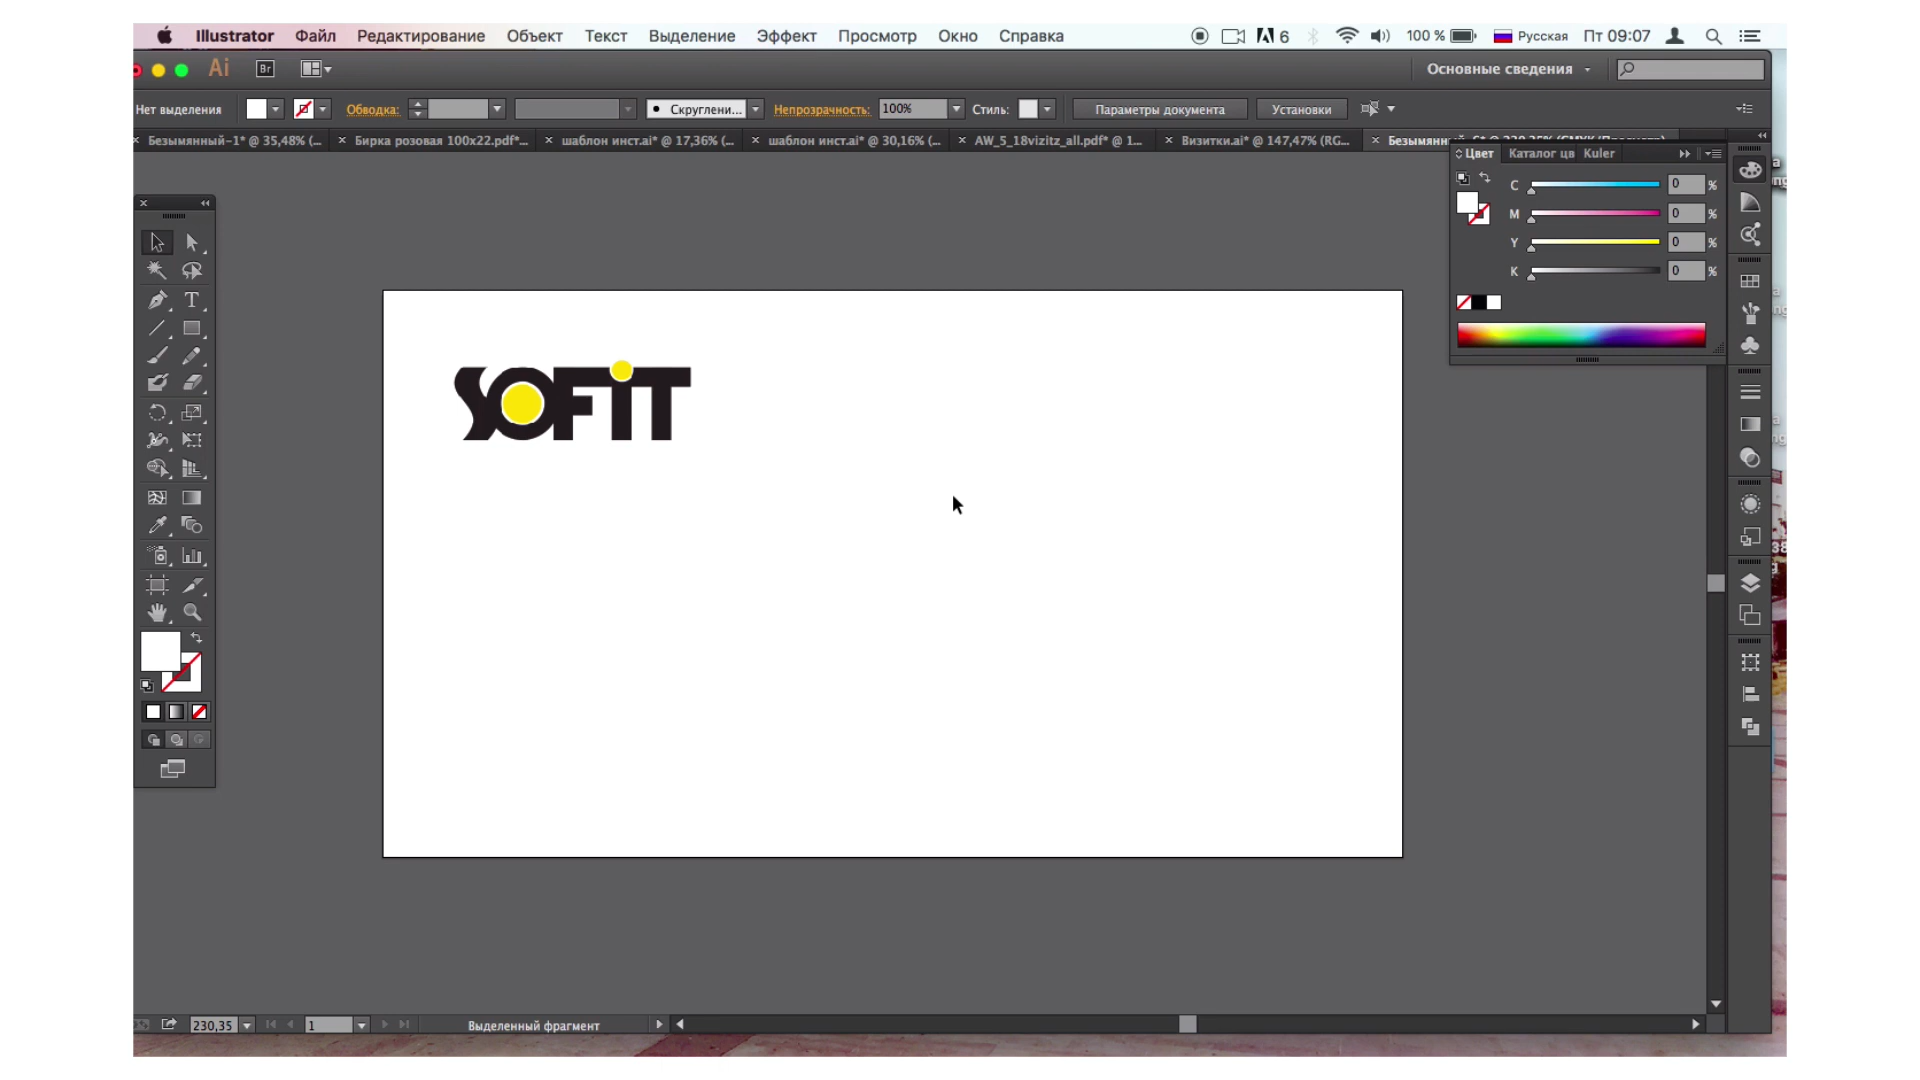 Illustrator Файл Редактирование Объект Текст Выделение Эффект Просмотр Окно Справка 6 100 % Русская Пт 09:07
Ai Br Основные сведения
Нет выделения Обводка: Скруглени... Непрозрачность: 100% Стиль: Параметры документа Установки
Безымянный-1* @ 35,48% (... Бирка розовая 100x22.pdf*... шаблон инст.ai* @ 17,36% (... шаблон инст.ai* @ 30,16% (... AW_5_18vizitz_all.pdf* @ 1... Визитки.ai* @ 147,47% (RG...
Цвет Каталог цв Kuler
C 0 %
M 0 %
Y 0 %
K 0 %
SOFiT
230,35 1 Выделенный фрагмент